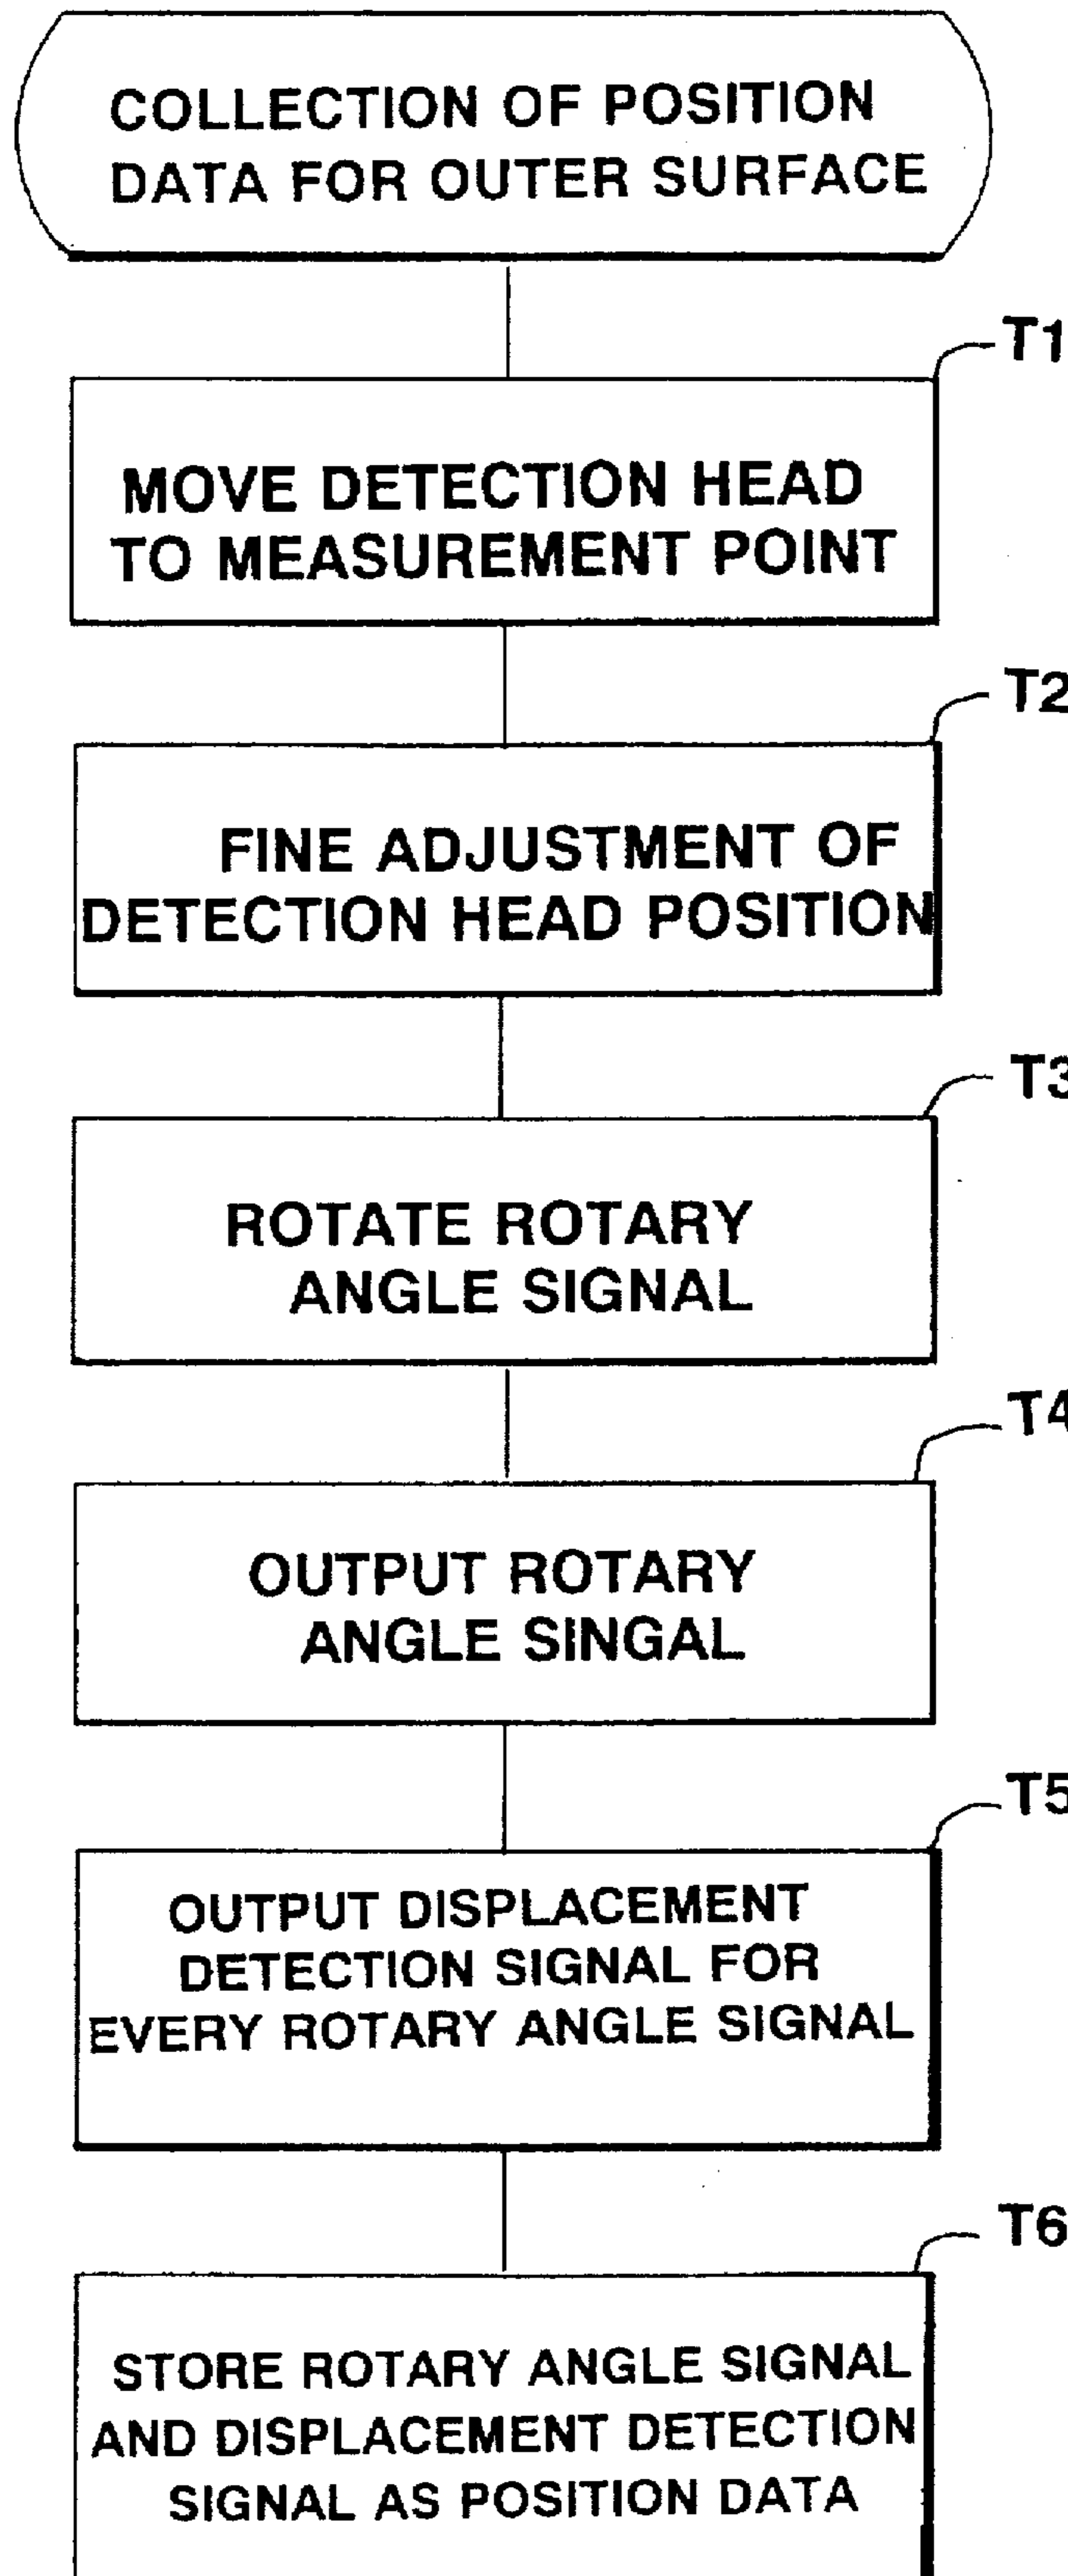 COLLECTION OF POSITION
DATA FOR OUTER SURFACE
T1
MOVE DETECTION HEAD
TO MEASUREMENT POINT
T2
FINE ADJUSTMENT OF
DETECTION HEAD POSITION
T3
ROTATE ROTARY
ANGLE SIGNAL
T4
OUTPUT ROTARY
ANGLE SINGAL
T5
OUTPUT DISPLACEMENT
DETECTION SIGNAL FOR
EVERY ROTARY ANGLE SIGNAL
T6
STORE ROTARY ANGLE SIGNAL
AND DISPLACEMENT DETECTION
SIGNAL AS POSITION DATA